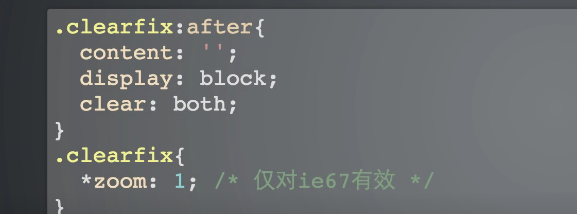 .clearfix:after{
content: '';
display: block;
clear: both;
}
.clearfix{
*zoom: 1; /* 仅对ie67有效 */
}